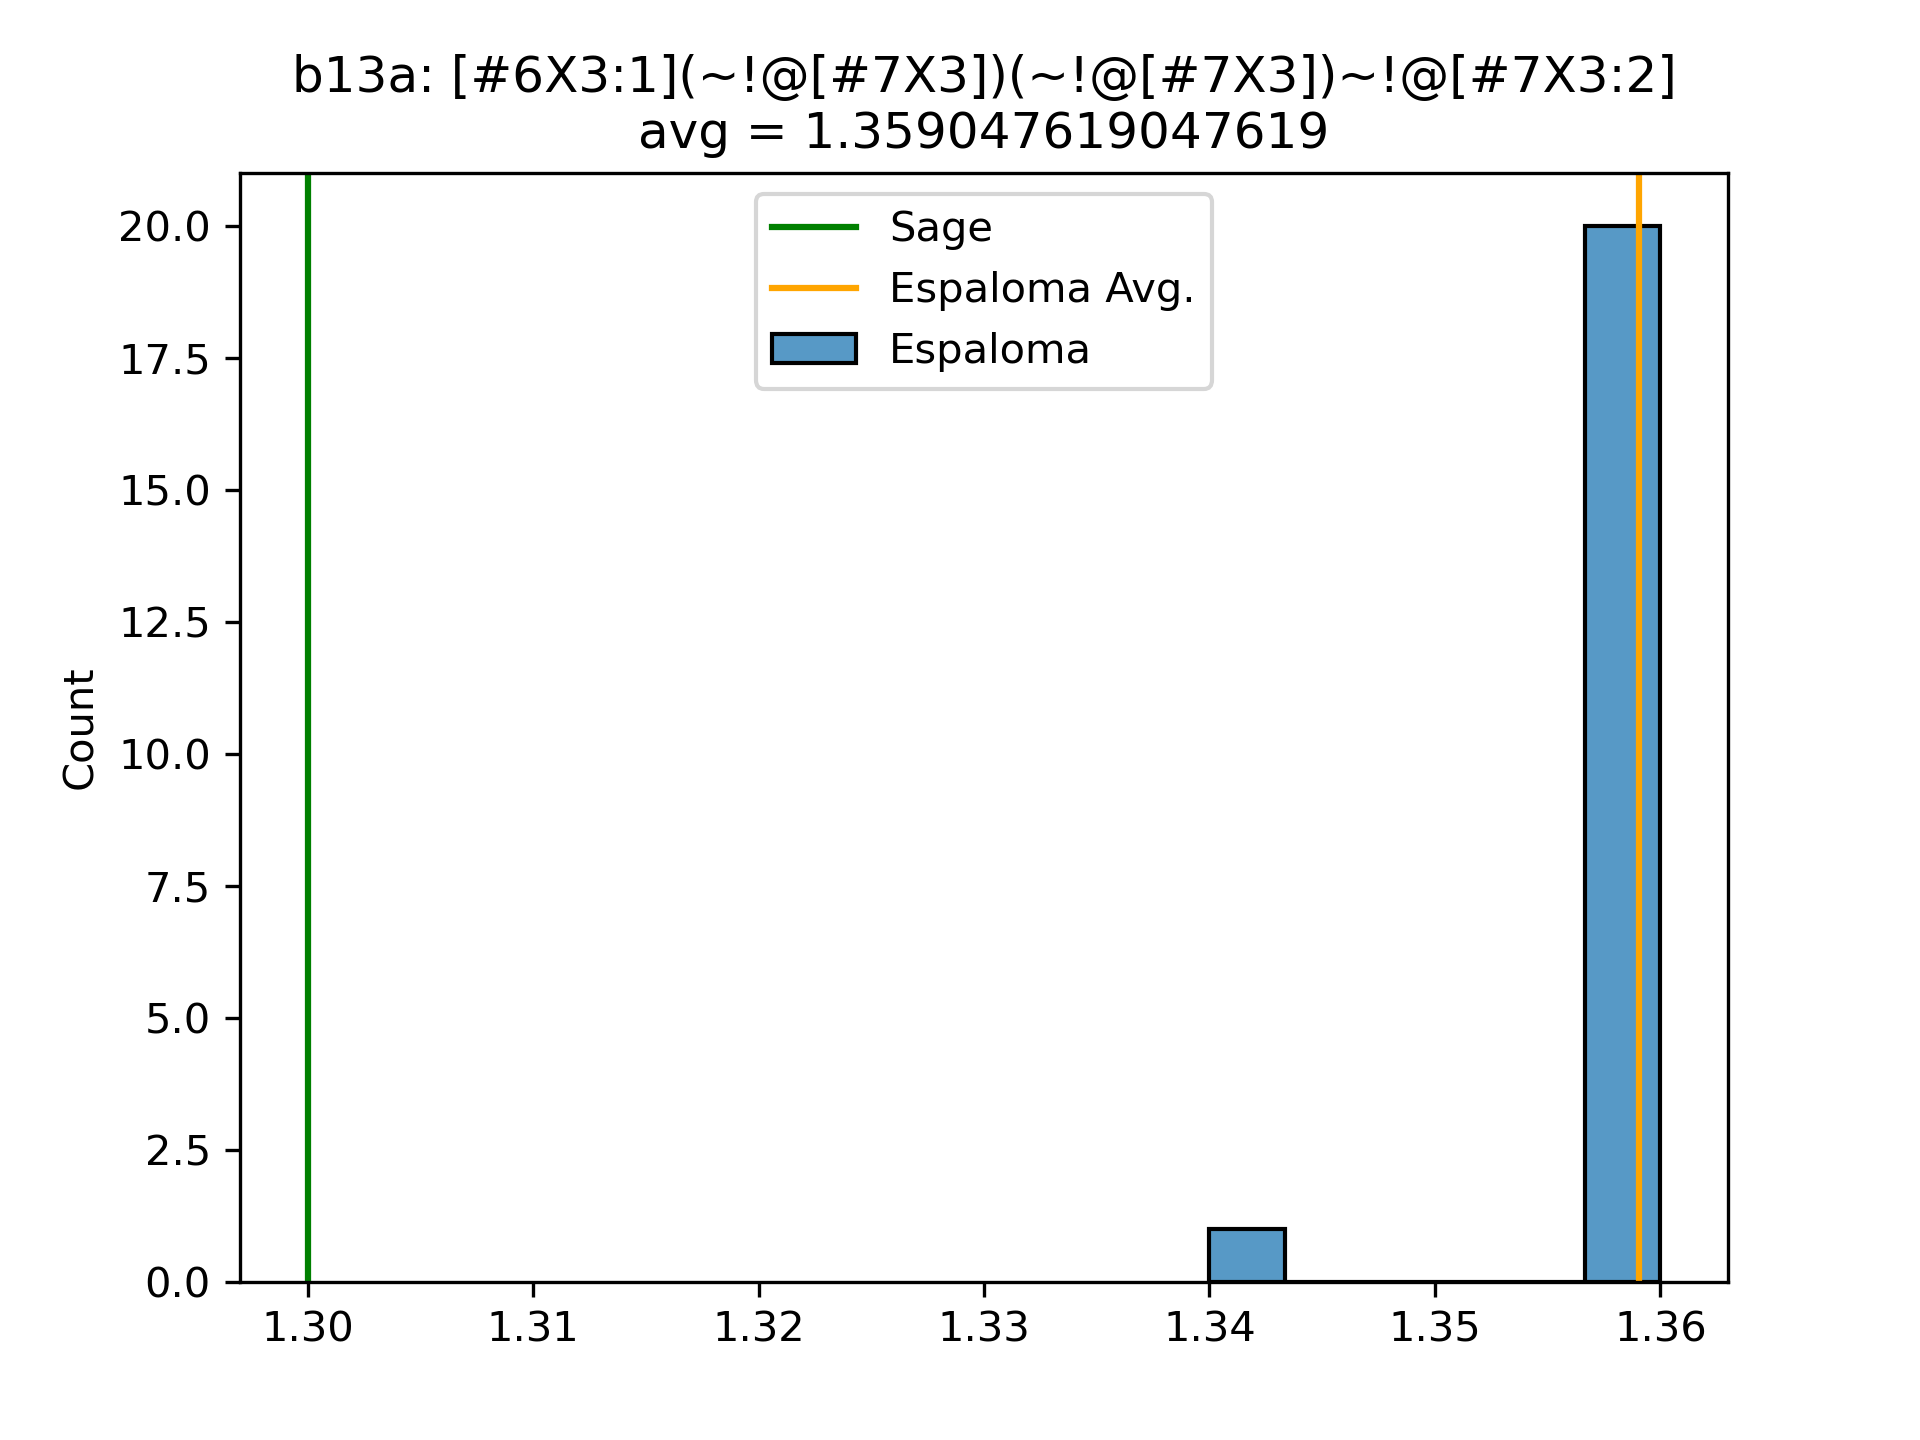 b13a: [#6X3:1](~!@[#7X3])(~!@[#7X3])~!@[#7X3:2]
avg = 1.359047619047619
Sage
Espaloma Avg.
Espaloma
20.0
17.5
15.0
12.5
10.0
7.5
5.0
2.5
0.0
Count
1.30 1.31 1.32 1.33 1.34 1.35 1.36